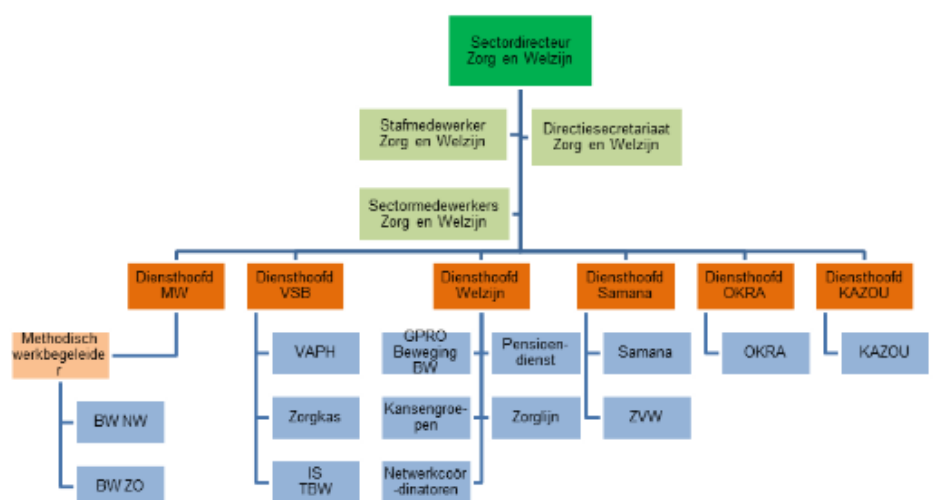 Sectordirecteur
Zorg en Welzijn
Stafmedewerker
Zorg en Welzijn
Directiesecretariaat
Zorg en Welzijn
Sectormedewerkers
Zorg en Welzijn
Diensthoofd
MW
Diensthoofd
VSB
Diensthoofd
Welzijn
Diensthoofd
Samana
Diensthoofd
OKRA
Diensthoofd
KAZOU
Methodisch
werkbegeleide
r
BW NW
BW ZO
VAPH
Zorgkas
IS
TBW
GPRO
Beweging
BW
Pensioen-
dienst
Kansengroe-
pen
Zorglijn
Netwerkcoör
-dinatoren
Samana
ZVW
OKRA
KAZOU